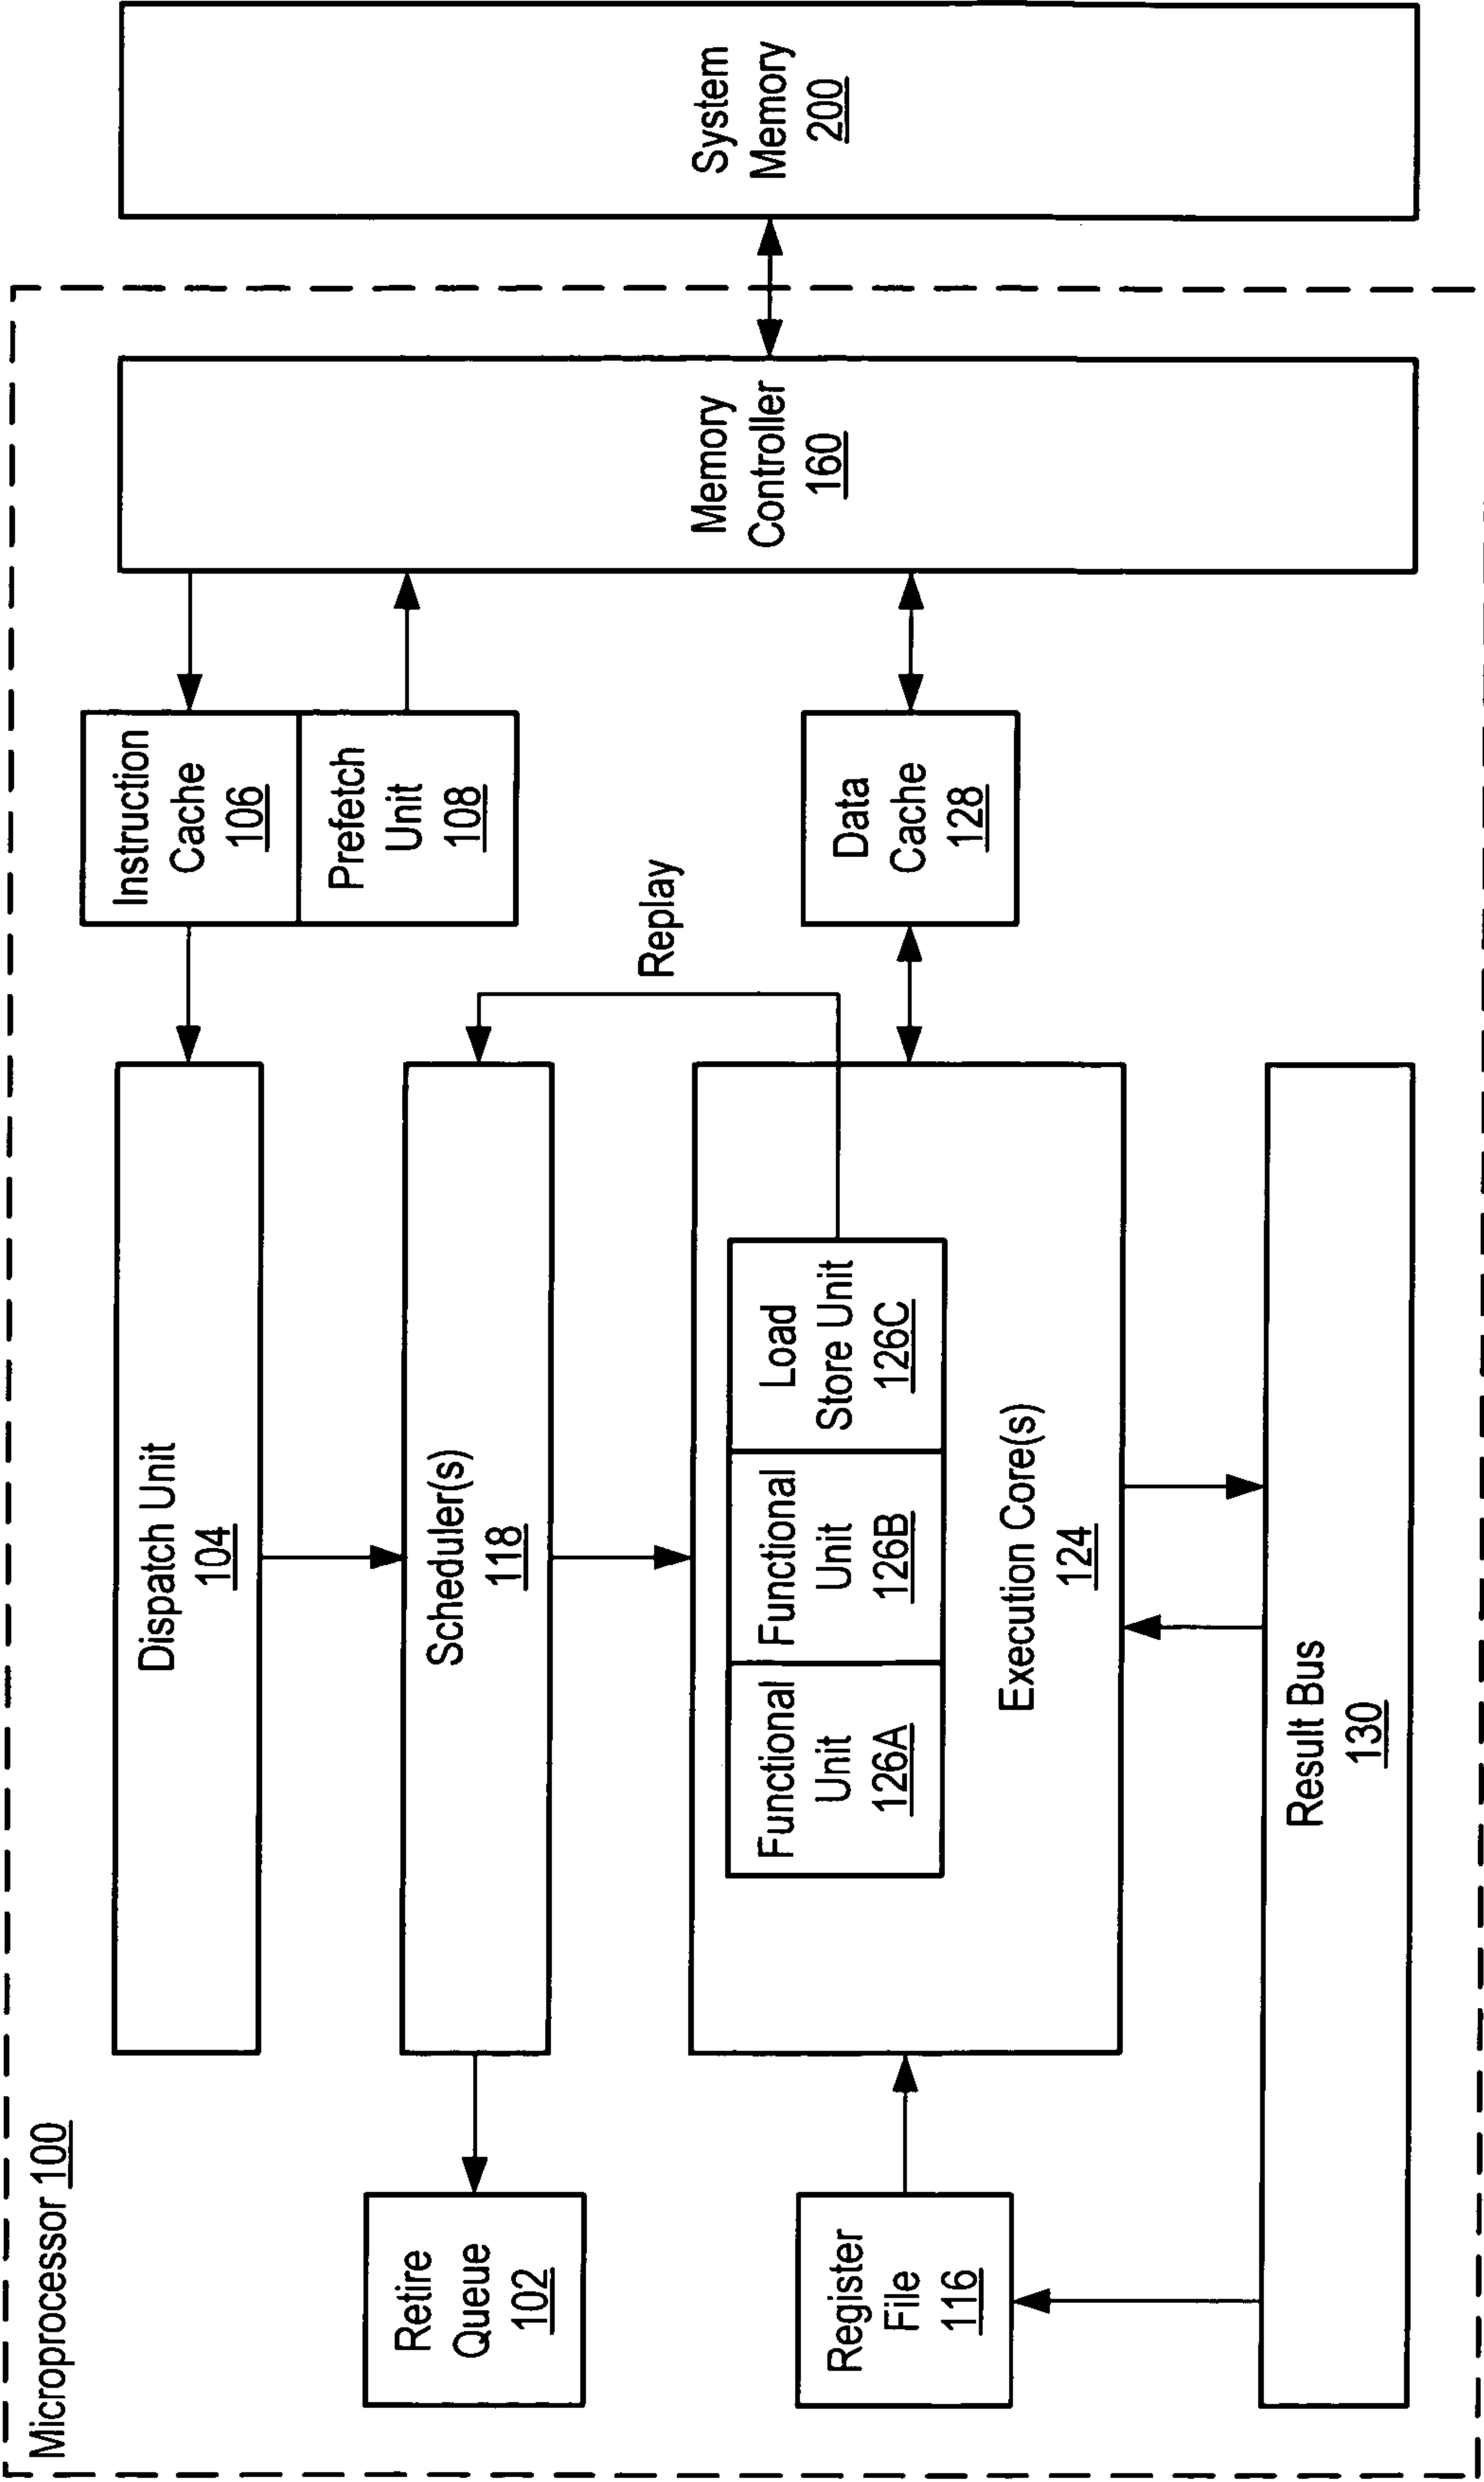 Microprocessor 100
Dispatch Unit
104
Instruction
Cache
106
Prefetch
Unit
108
Retire
Queue
102
Scheduler(s)
118
Replay
Memory
Controller
160
System
Memory
200
Register
File
116
Functional
Unit
126A
Functional
Unit
126B
Load
Store Unit
126C
Execution Core(s)
124
Data
Cache
128
Result Bus
130